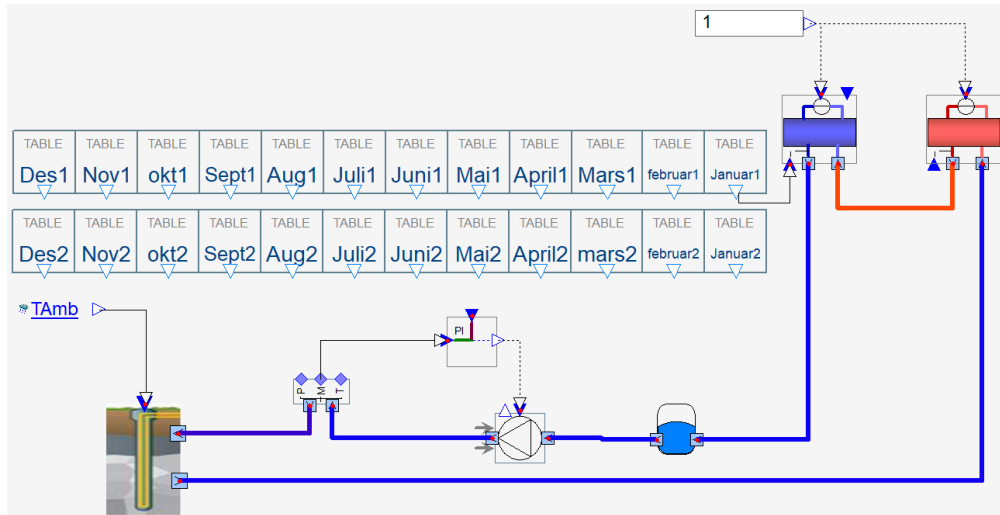 1
TABLE TABLE TABLE TABLE TABLE TABLE TABLE TABLE TABLE TABLE TABLE TABLE
Des1 Nov1 okt1 Sept1 Aug1 Juli1 Juni1 Mai1 April1 Mars1 februar1 Januar1
TABLE TABLE TABLE TABLE TABLE TABLE TABLE TABLE TABLE TABLE TABLE TABLE
Des2 Nov2 okt2 Sept2 Aug2 Juli2 Juni2 Mai2 April2 mars2 februar2 Januar2
TAmb
PI
P M T